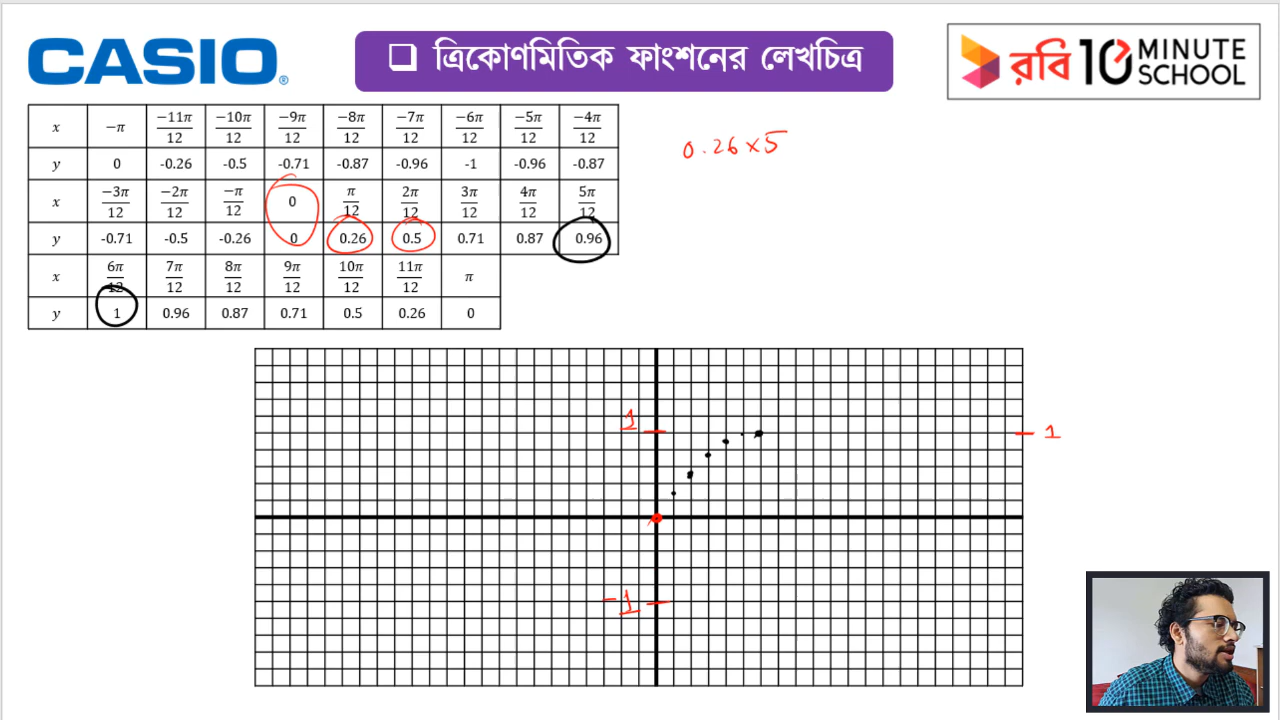 CASIO®
❑ ত্রিকোণমিতিক ফাংশনের লেখচিত্র
রবি 10 MINUTE SCHOOL
x −π −11π/12 −10π/12 −9π/12 −8π/12 −7π/12 −6π/12 −5π/12 −4π/12
y 0 -0.26 -0.5 -0.71 -0.87 -0.96 -1 -0.96 -0.87
x −3π/12 −2π/12 −π/12 0 π/12 2π/12 3π/12 4π/12 5π/12
y -0.71 -0.5 -0.26 0 0.26 0.5 0.71 0.87 0.96
x 6π/12 7π/12 8π/12 9π/12 10π/12 11π/12 π
y 1 0.96 0.87 0.71 0.5 0.26 0
0.26×5
1
1
-1